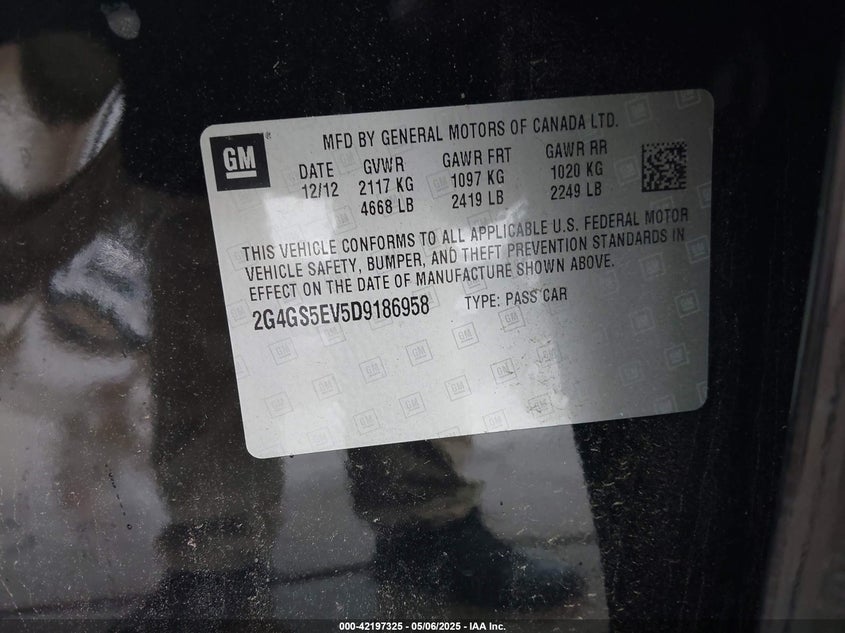 GM
MFD BY GENERAL MOTORS OF CANADA LTD.
DATE GVWR GAWR FRT GAWR RR
12/12 2117 KG 1097 KG 1020 KG
4668 LB 2419 LB 2249 LB
THIS VEHICLE CONFORMS TO ALL APPLICABLE U.S. FEDERAL MOTOR
VEHICLE SAFETY, BUMPER, AND THEFT PREVENTION STANDARDS IN
EFFECT ON THE DATE OF MANUFACTURE SHOWN ABOVE.
2G4GS5EV5D9186958 TYPE: PASS CAR
000-42197325 - 05/06/2025 - IAA Inc.